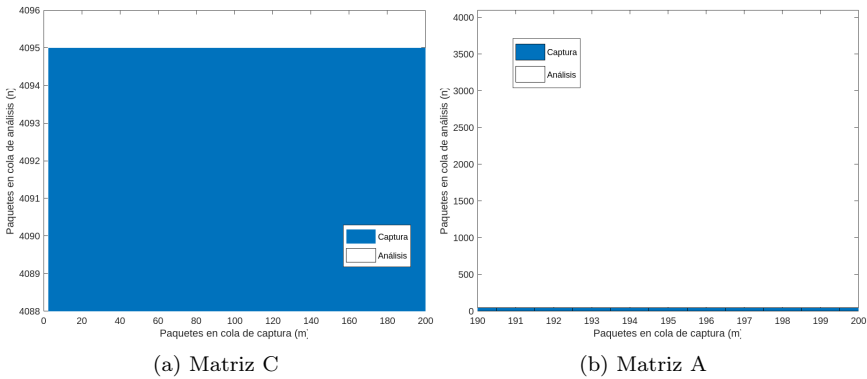 4096
4095
4094
4093
4092
4091
4090
4089
4088
Paquetes en cola de análisis (n)
0 20 40 60 80 100 120 140 160 180 200
Paquetes en cola de captura (m)
Captura
Análisis
(a) Matriz C
4000
3500
3000
2500
2000
1500
1000
500
0
Paquetes en cola de análisis (n)
190 191 192 193 194 195 196 197 198 199 200
Paquetes en cola de captura (m)
Captura
Análisis
(b) Matriz A